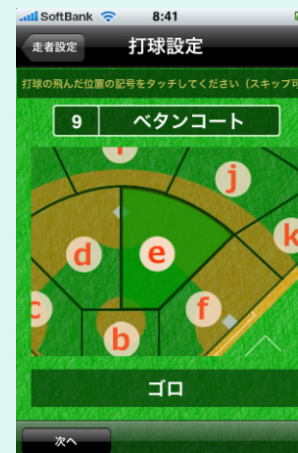 SoftBank 8:41
走者設定 打球設定
打球の飛んだ位置の記号をタッチしてください（スキップ可
9 ベタンコート
j
d e k
c b f
ゴロ
次へ